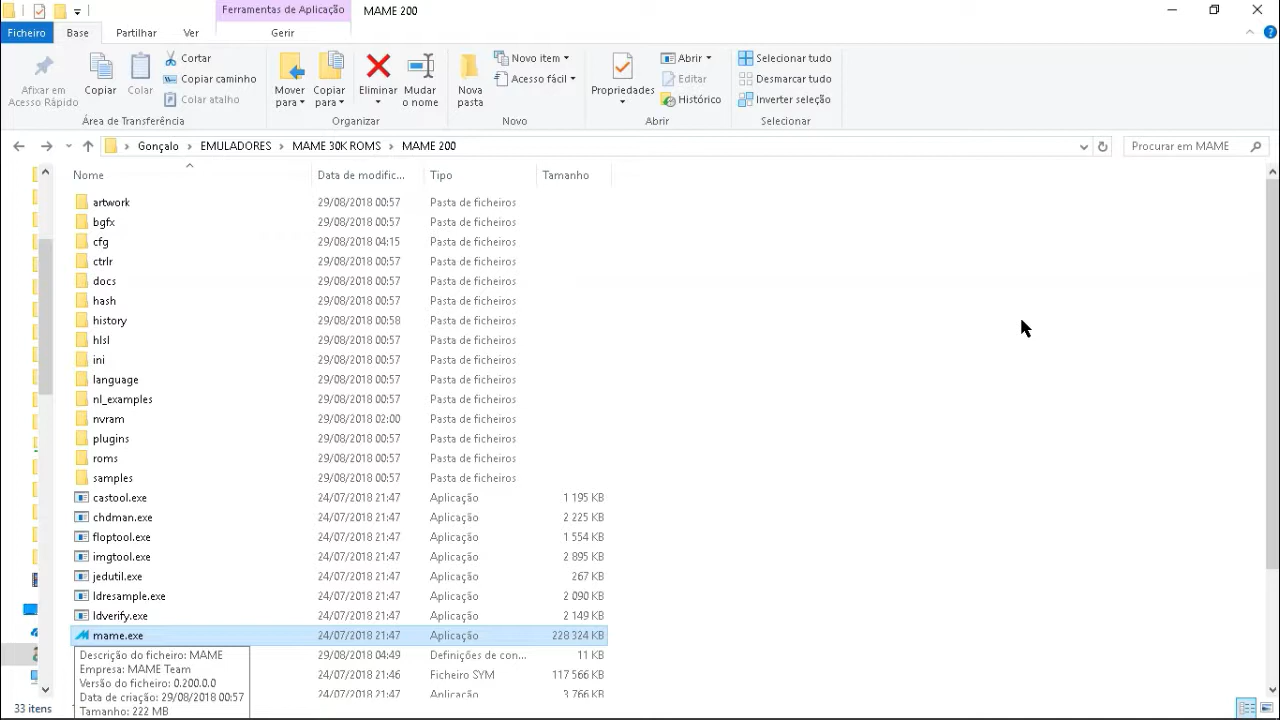 Ferramentas de Aplicação MAME 200
Ficheiro Base Partilhar Ver Gerir
Afixar em Acesso Rápido
Copiar
Colar
Cortar
Copiar caminho
Colar atalho
Área de Transferência
Mover para
Copiar para
Eliminar
Mudar o nome
Organizar
Nova pasta
Novo item
Acesso fácil
Novo
Propriedades
Abrir
Editar
Histórico
Abrir
Selecionar tudo
Desmarcar tudo
Inverter seleção
Selecionar
Gonçalo › EMULADORES › MAME 30K ROMS › MAME 200
Procurar em MAME
Nome Data de modific... Tipo Tamanho
artwork 29/08/2018 00:57 Pasta de ficheiros
bgfx 29/08/2018 00:57 Pasta de ficheiros
cfg 29/08/2018 04:15 Pasta de ficheiros
ctrlr 29/08/2018 00:57 Pasta de ficheiros
docs 29/08/2018 00:57 Pasta de ficheiros
hash 29/08/2018 00:57 Pasta de ficheiros
history 29/08/2018 00:58 Pasta de ficheiros
hlsl 29/08/2018 00:57 Pasta de ficheiros
ini 29/08/2018 00:57 Pasta de ficheiros
language 29/08/2018 00:57 Pasta de ficheiros
nl_examples 29/08/2018 00:57 Pasta de ficheiros
nvram 29/08/2018 02:00 Pasta de ficheiros
plugins 29/08/2018 00:57 Pasta de ficheiros
roms 29/08/2018 00:57 Pasta de ficheiros
samples 29/08/2018 00:57 Pasta de ficheiros
castool.exe 24/07/2018 21:47 Aplicação 1 195 KB
chdman.exe 24/07/2018 21:47 Aplicação 2 225 KB
floptool.exe 24/07/2018 21:47 Aplicação 1 554 KB
imgtool.exe 24/07/2018 21:47 Aplicação 2 895 KB
jedutil.exe 24/07/2018 21:47 Aplicação 267 KB
ldresample.exe 24/07/2018 21:47 Aplicação 2 090 KB
ldverify.exe 24/07/2018 21:47 Aplicação 2 149 KB
mame.exe 24/07/2018 21:47 Aplicação 228 324 KB
29/08/2018 04:49 Definições de con... 11 KB
24/07/2018 21:46 Ficheiro SYM 117 566 KB
24/07/2018 21:47 Aplicação 3 766 KB
Descrição do ficheiro: MAME
Empresa: MAME Team
Versão do ficheiro: 0.200.0.0
Data de criação: 29/08/2018 00:57
Tamanho: 222 MB
33 itens